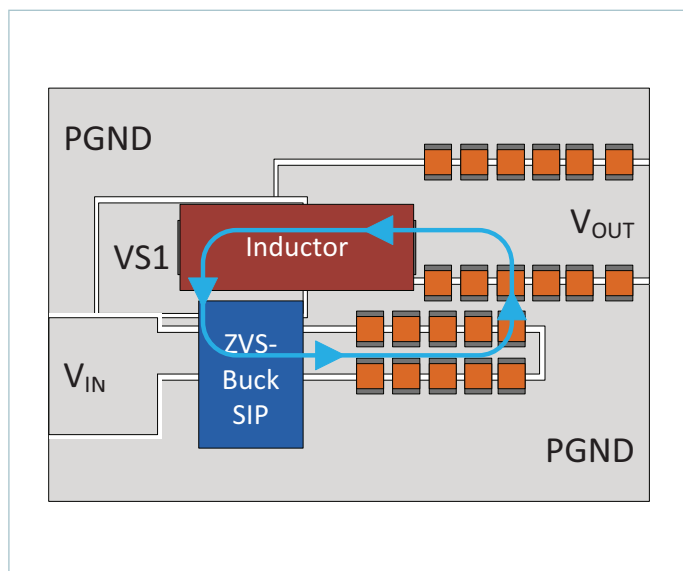 PGND
VOUT
VS1
Inductor
ZVS-
Buck
SIP
VIN
PGND